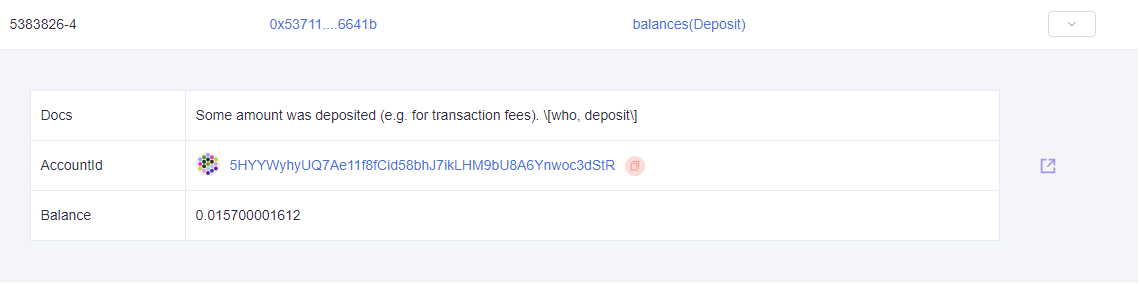 5383826-4 0x53711....6641b balances(Deposit)
Docs Some amount was deposited (e.g. for transaction fees). \[who, deposit\]
AccountId 5HYYWyhyUQ7Ae11f8fCid58bhJ7ikLHM9bU8A6Ynwoc3dStR
Balance 0.015700001612